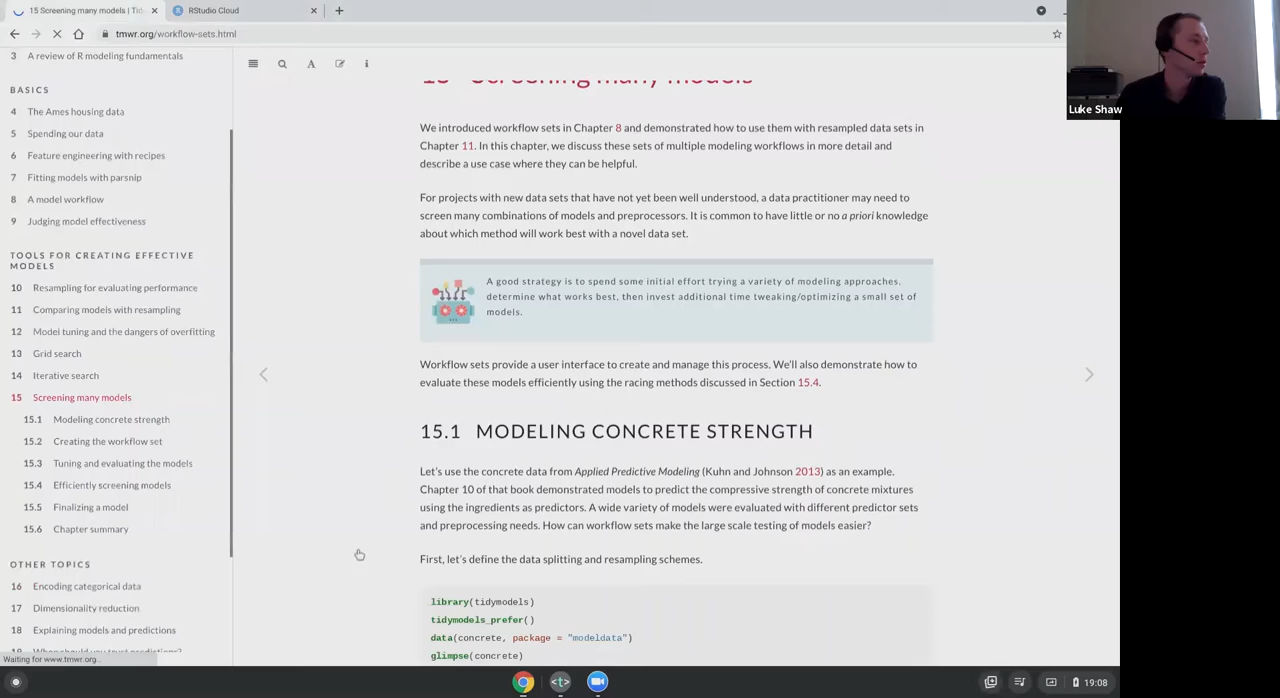 15 Screening many models | Tid
RStudio Cloud
tmwr.org/workflow-sets.html
Luke Shaw
3 A review of R modeling fundamentals
BASICS
4 The Ames housing data
5 Spending our data
6 Feature engineering with recipes
7 Fitting models with parsnip
8 A model workflow
9 Judging model effectiveness
TOOLS FOR CREATING EFFECTIVE
MODELS
10 Resampling for evaluating performance
11 Comparing models with resampling
12 Model tuning and the dangers of overfitting
13 Grid search
14 Iterative search
15 Screening many models
15.1 Modeling concrete strength
15.2 Creating the workflow set
15.3 Tuning and evaluating the models
15.4 Efficiently screening models
15.5 Finalizing a model
15.6 Chapter summary
OTHER TOPICS
16 Encoding categorical data
17 Dimensionality reduction
18 Explaining models and predictions
19 When should you trust predictions?
Waiting for www.tmwr.org...
15 Screening many models
We introduced workflow sets in Chapter 8 and demonstrated how to use them with resampled data sets in
Chapter 11. In this chapter, we discuss these sets of multiple modeling workflows in more detail and
describe a use case where they can be helpful.
For projects with new data sets that have not yet been well understood, a data practitioner may need to
screen many combinations of models and preprocessors. It is common to have little or no a priori knowledge
about which method will work best with a novel data set.
A good strategy is to spend some initial effort trying a variety of modeling approaches,
determine what works best, then invest additional time tweaking/optimizing a small set of
models.
Workflow sets provide a user interface to create and manage this process. We'll also demonstrate how to
evaluate these models efficiently using the racing methods discussed in Section 15.4.
15.1 MODELING CONCRETE STRENGTH
Let's use the concrete data from Applied Predictive Modeling (Kuhn and Johnson 2013) as an example.
Chapter 10 of that book demonstrated models to predict the compressive strength of concrete mixtures
using the ingredients as predictors. A wide variety of models were evaluated with different predictor sets
and preprocessing needs. How can workflow sets make the large scale testing of models easier?
First, let's define the data splitting and resampling schemes.
library(tidymodels)
tidymodels_prefer()
data(concrete, package = "modeldata")
glimpse(concrete)
<t>
19:08